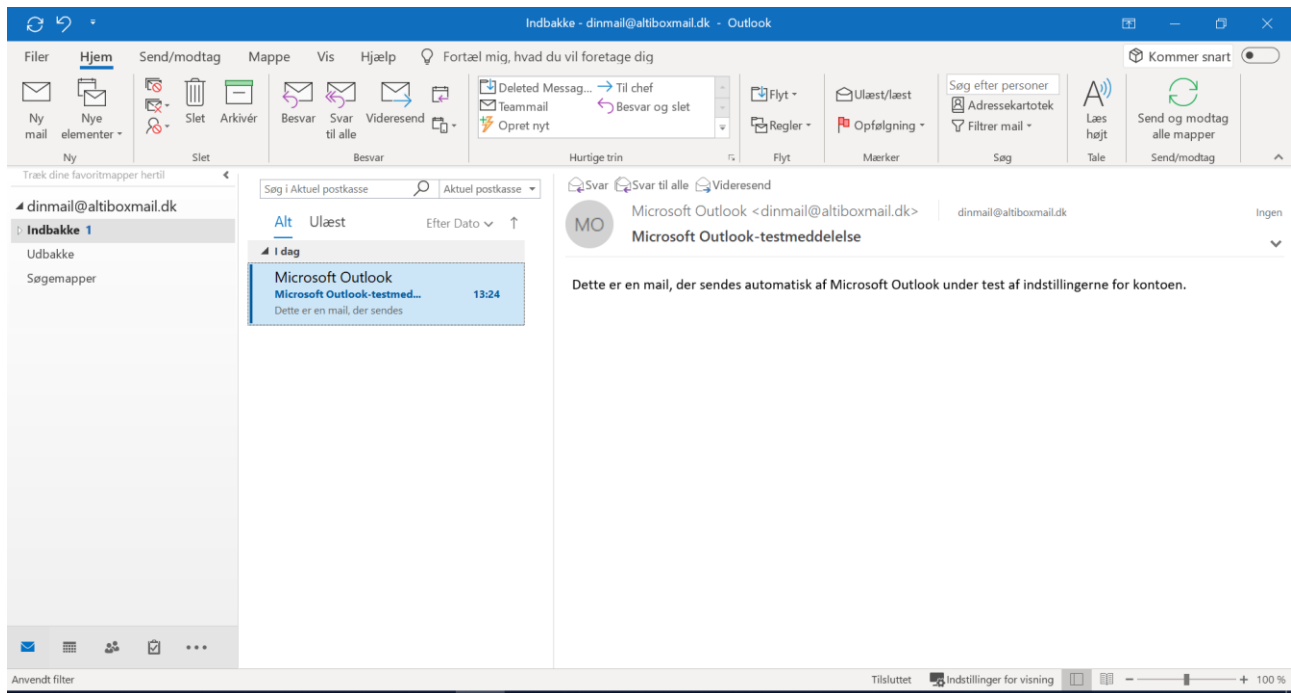 Indbakke - dinmail@altiboxmail.dk - Outlook
Filer Hjem Send/modtag Mappe Vis Hjælp Fortæl mig, hvad du vil foretage dig Kommer snart
Ny mail
Nye elementer
Ny
Slet
Arkivér
Slet
Besvar
Svar til alle
Videresend
Besvar
Deleted Messag... Til chef
Teammail Besvar og slet
Opret nyt
Hurtige trin
Flyt
Regler
Flyt
Ulæst/læst
Opfølgning
Mærker
Søg efter personer
Adressekartotek
Filtrer mail
Søg
Læs højt
Tale
Send og modtag alle mapper
Send/modtag
Træk dine favoritmapper hertil
dinmail@altiboxmail.dk
Indbakke 1
Udbakke
Søgemapper
Søg i Aktuel postkasse Aktuel postkasse
Alt Ulæst Efter Dato
I dag
Microsoft Outlook
Microsoft Outlook-testmed... 13:24
Dette er en mail, der sendes
Svar Svar til alle Videresend
MO
Microsoft Outlook <dinmail@altiboxmail.dk> dinmail@altiboxmail.dk Ingen
Microsoft Outlook-testmeddelelse
Dette er en mail, der sendes automatisk af Microsoft Outlook under test af indstillingerne for kontoen.
Anvendt filter Tilsluttet Indstillinger for visning 100 %